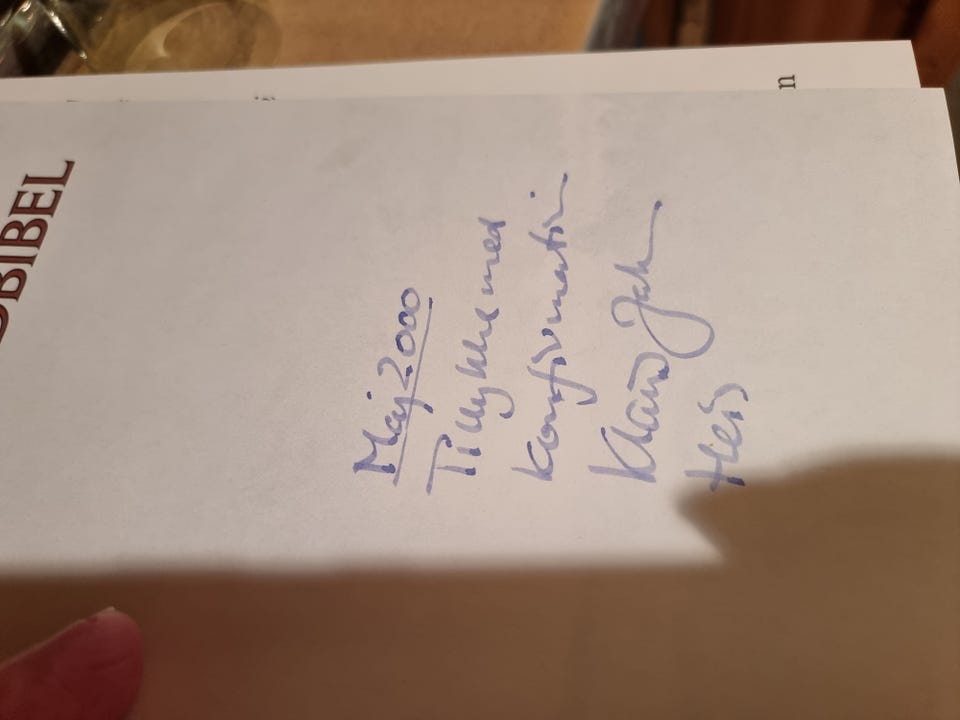 BIBEL
Maj 2000
Tillykke med
konfirmation
Klaus